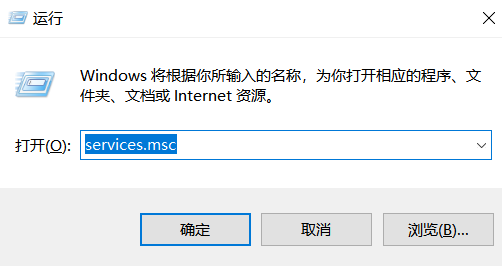 运行
Windows 将根据你所输入的名称，为你打开相应的程序、文
件夹、文档或 Internet 资源。
打开(O): services.msc
确定 取消 浏览(B)...